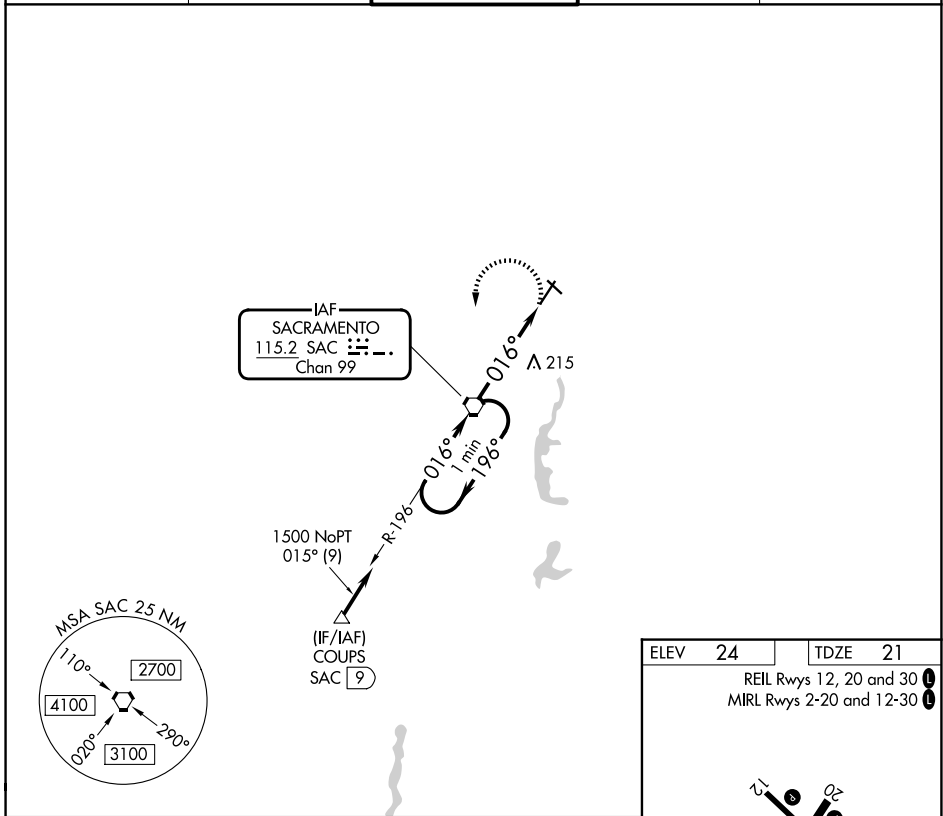 IAF
SACRAMENTO
115.2 SAC
Chan 99
016°
215
016°
1 min
196°
R-196
1500 NoPT
015° (9)
(IF/IAF)
COUPS
SAC 9
MSA SAC 25 NM
110°
2700
4100
020°
290°
3100
ELEV 24 TDZE 21
REIL Rwys 12, 20 and 30 L
MIRL Rwys 2-20 and 12-30 L
12
20
P